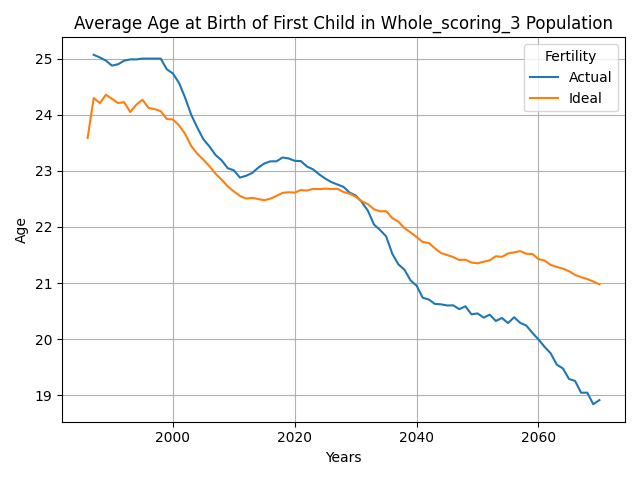 Average Age at Birth of First Child in Whole_scoring_3 Population
Fertility
Actual
Ideal
Age
25
24
23
22
21
20
19
2000
2020
2040
2060
Years